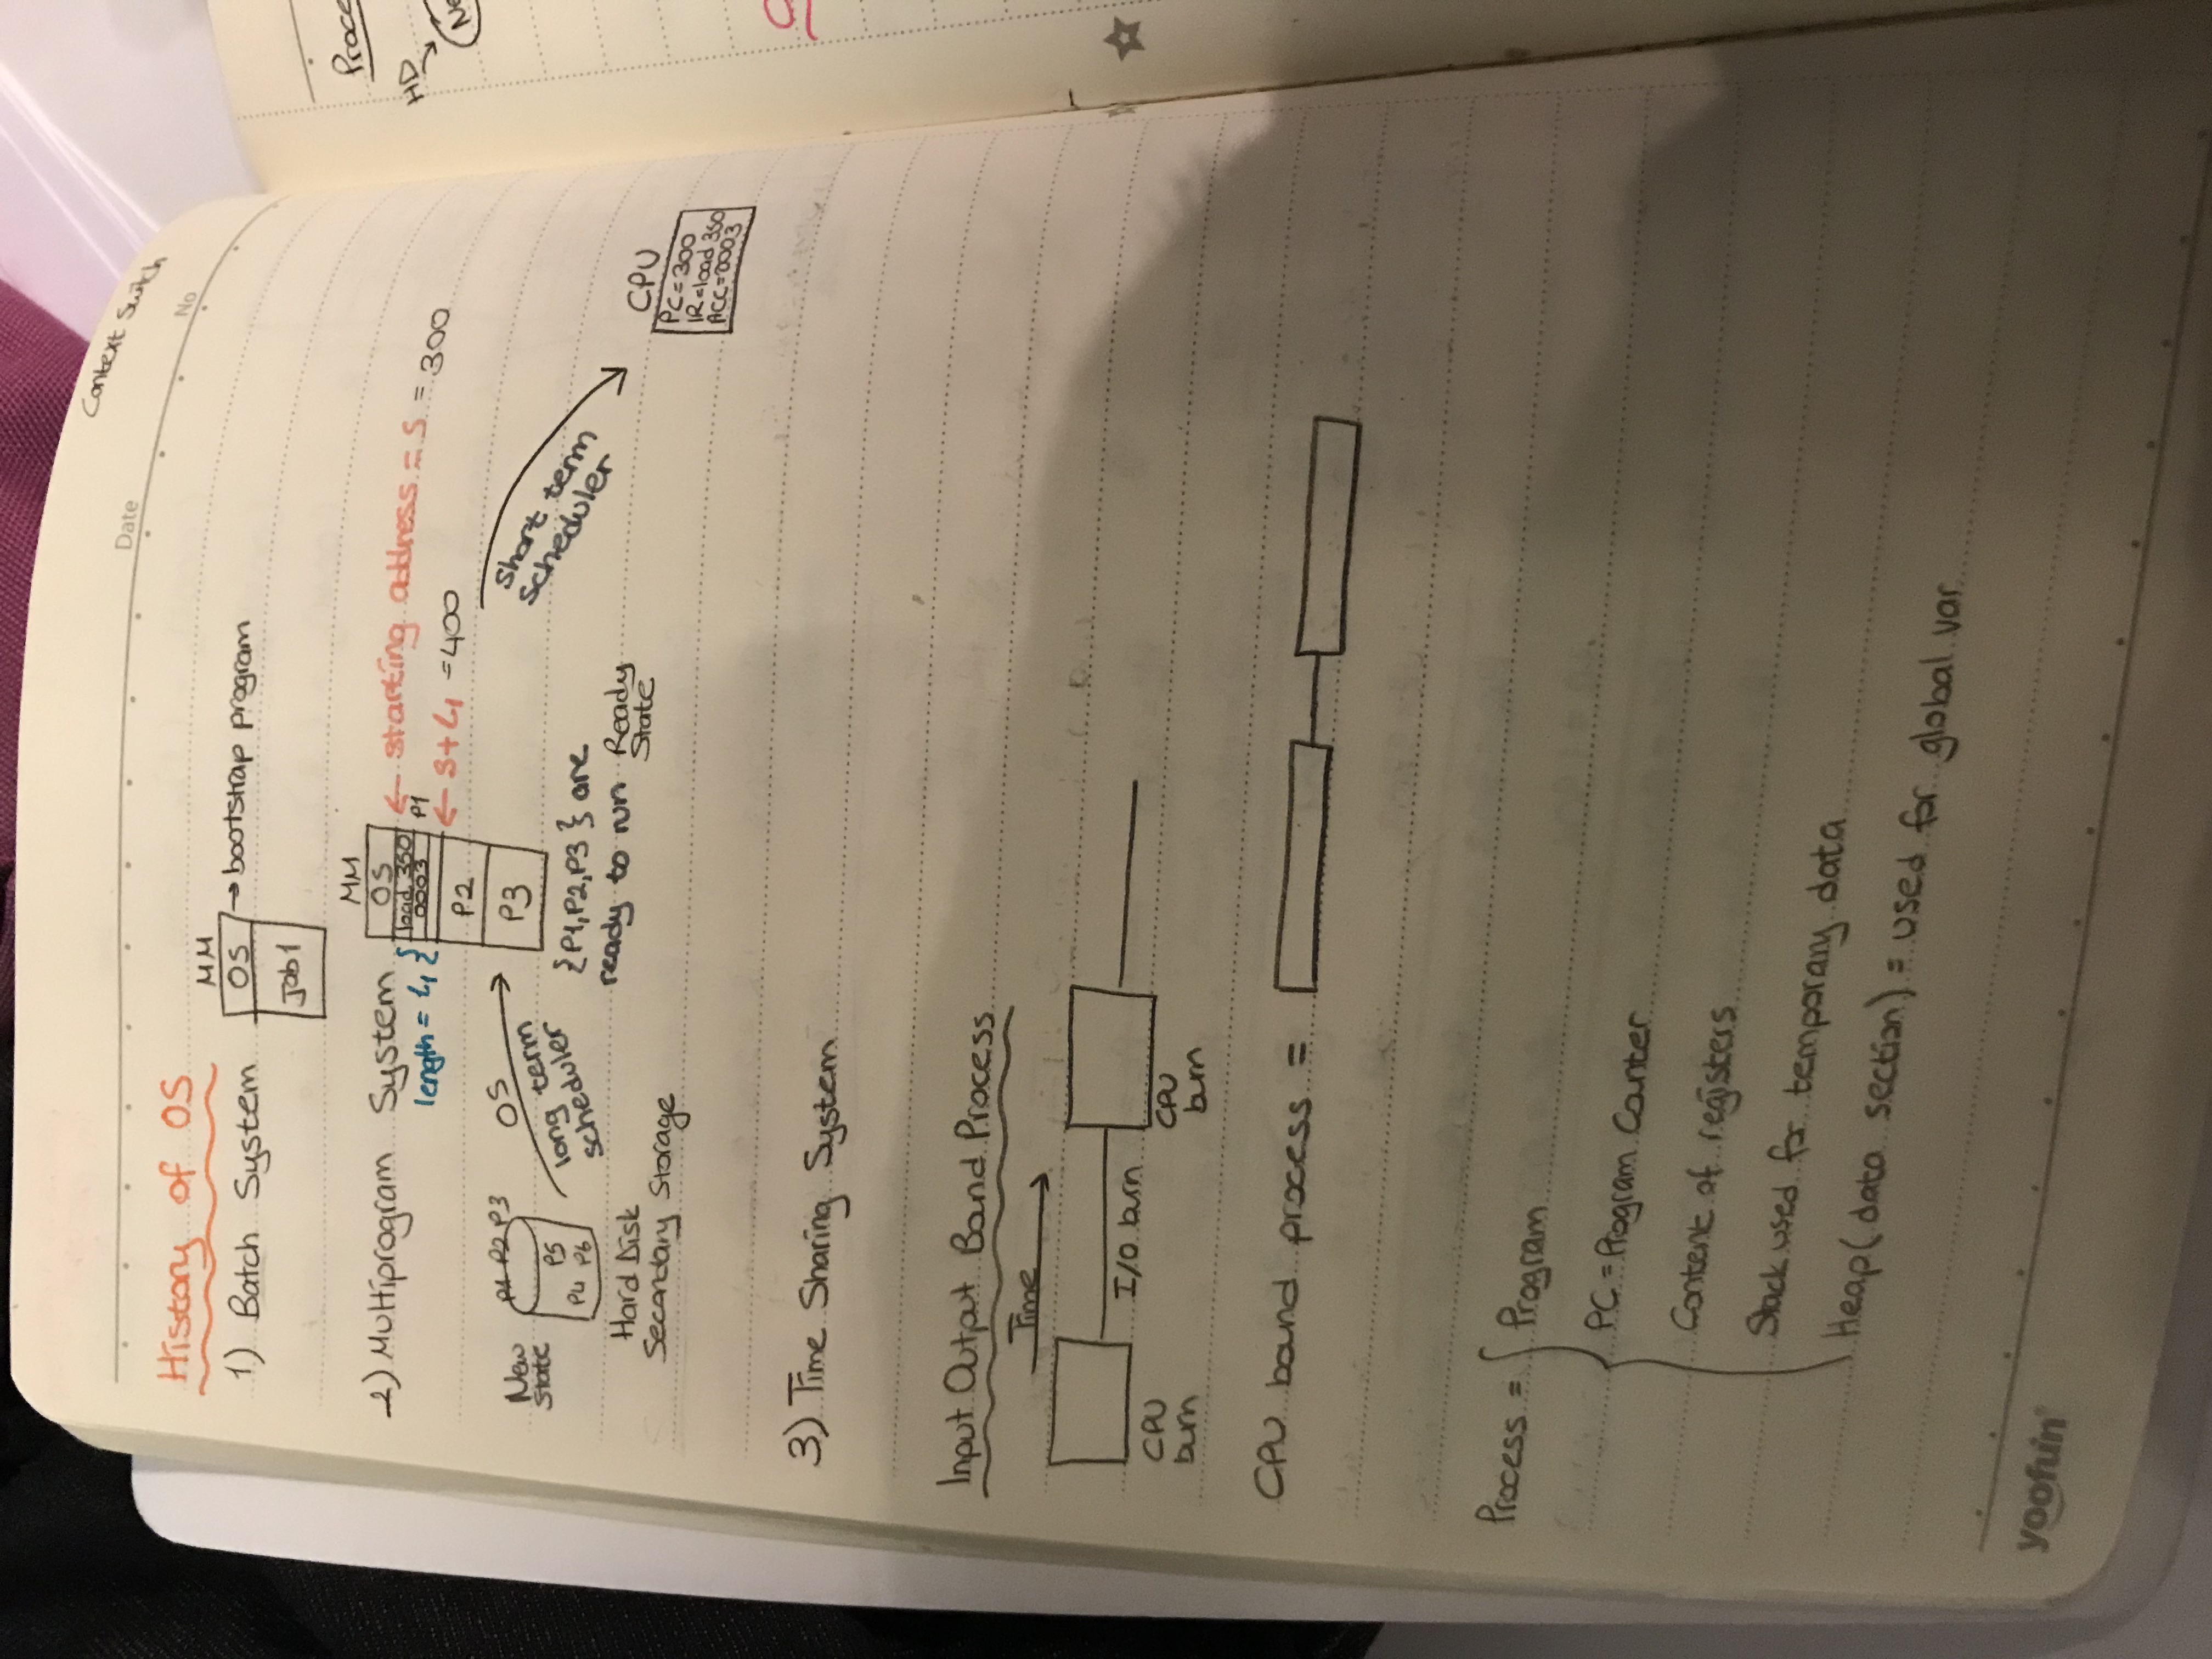 Context Switch
Date
No
History of OS
1) Batch System
MM
OS → bootstrap program
Job1
2) Multiprogram System
MM
OS
load 350
0003
P1
P2
P3
← starting address = S = 300
length = L1 {
← S+L1 = 400
New State
P1 P2 P3
P5
P4 P6
Hard Disk
Secondary Storage
OS
long term
scheduler
{P1,P2,P3} are
ready to run Ready
State
short term
scheduler
CPU
PC=300
IR=load 350
ACC=0003
3) Time Sharing System
Input Output Band Process
Time
I/O burn
CPU
burn
CPU
burn
CPU bound process =
Process = { Program
PC = Program Counter
Content of registers
Stack used for temporary data
Heap (data section) = used for global var
yoofun
Proce
HD
Ne